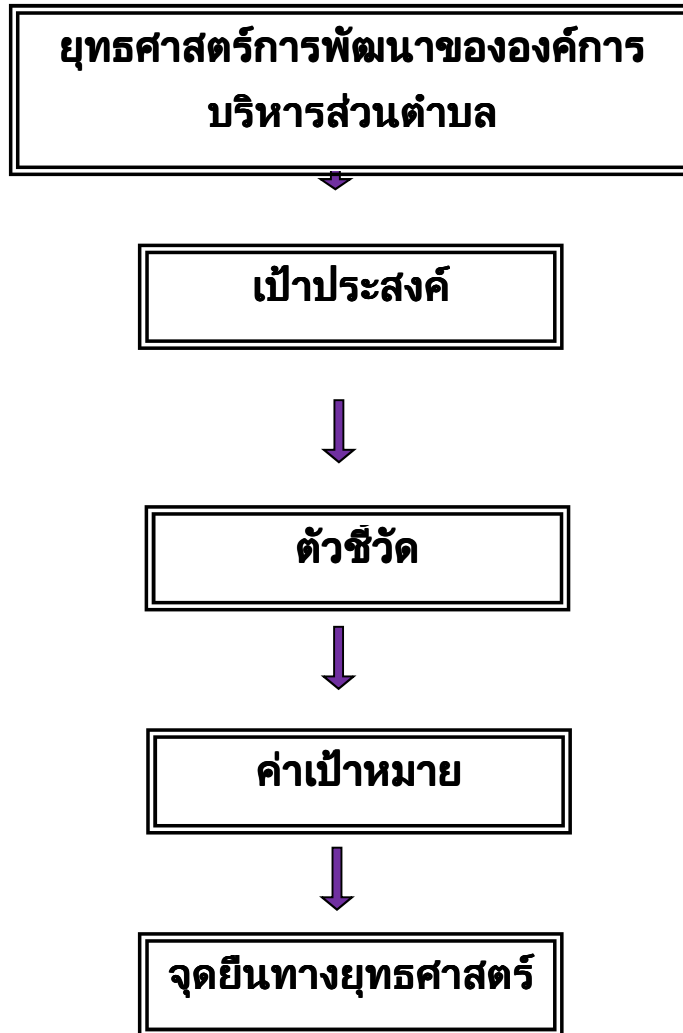 ยุทธศาสตร์การพัฒนาขององค์การ
บริหารส่วนตำบล
เป้าประสงค์
ตัวชี้วัด
ค่าเป้าหมาย
จุดยืนทางยุทธศาสตร์